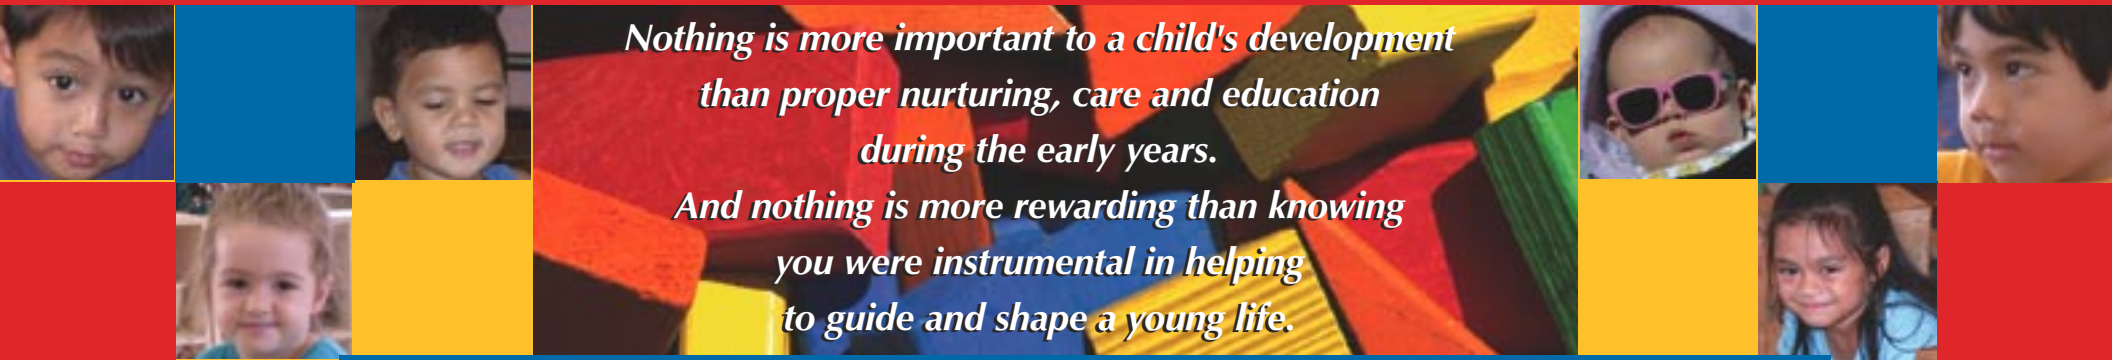 Nothing is more important to a child's development
than proper nurturing, care and education
during the early years.
And nothing is more rewarding than knowing
you were instrumental in helping
to guide and shape a young life.